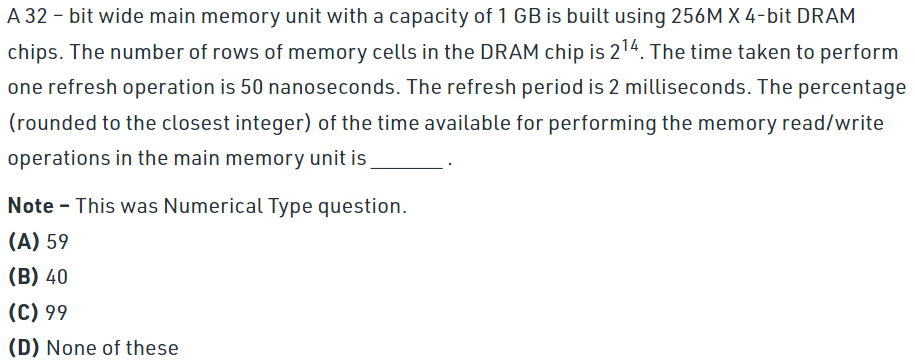 A 32 – bit wide main memory unit with a capacity of 1 GB is built using 256M X 4-bit DRAM
chips. The number of rows of memory cells in the DRAM chip is 2¹⁴. The time taken to perform
one refresh operation is 50 nanoseconds. The refresh period is 2 milliseconds. The percentage
(rounded to the closest integer) of the time available for performing the memory read/write
operations in the main memory unit is_______ .
Note – This was Numerical Type question.
(A) 59
(B) 40
(C) 99
(D) None of these